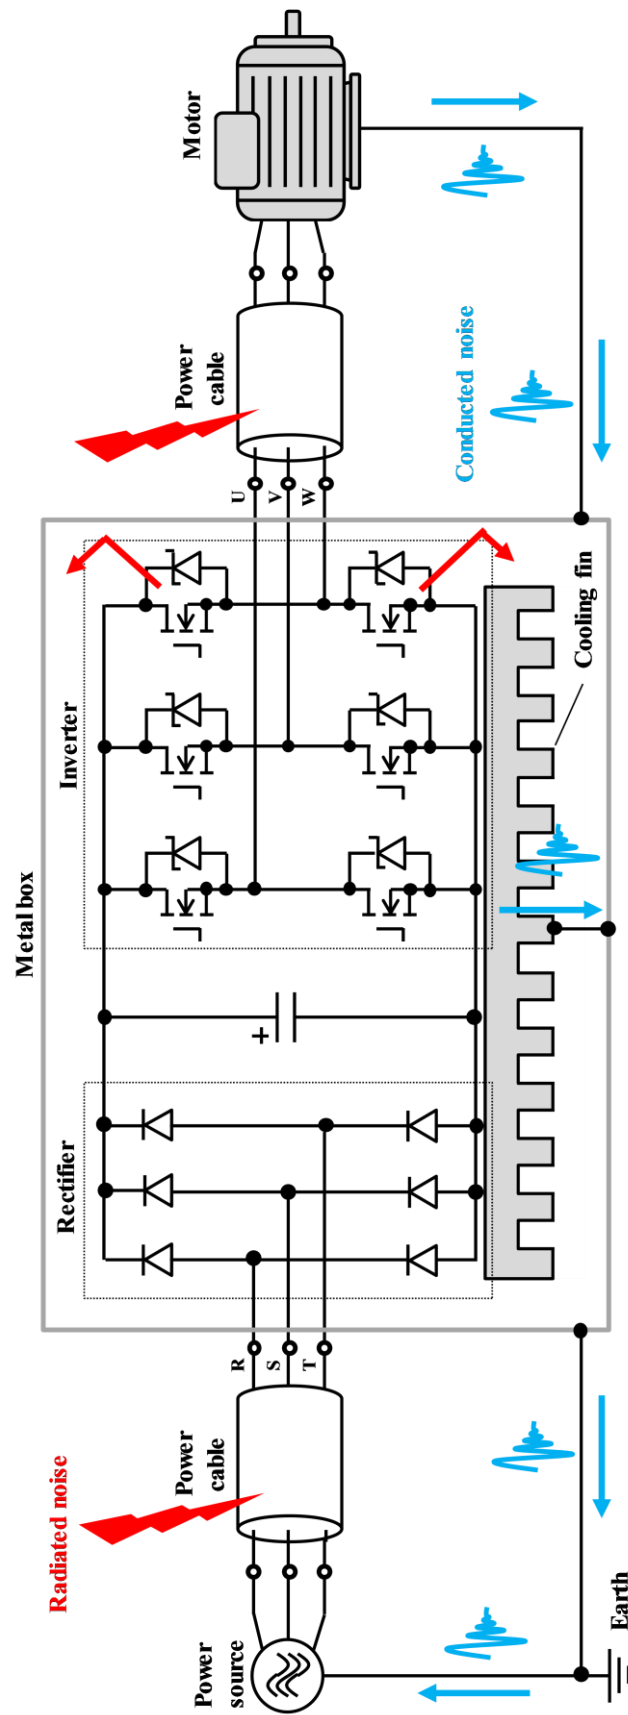 Radiated noise
Power
source
Power
cable
R
S
T
Earth
Metal box
Rectifier
+
Inverter
Cooling fin
U
V
W
Power
cable
Conducted noise
Motor